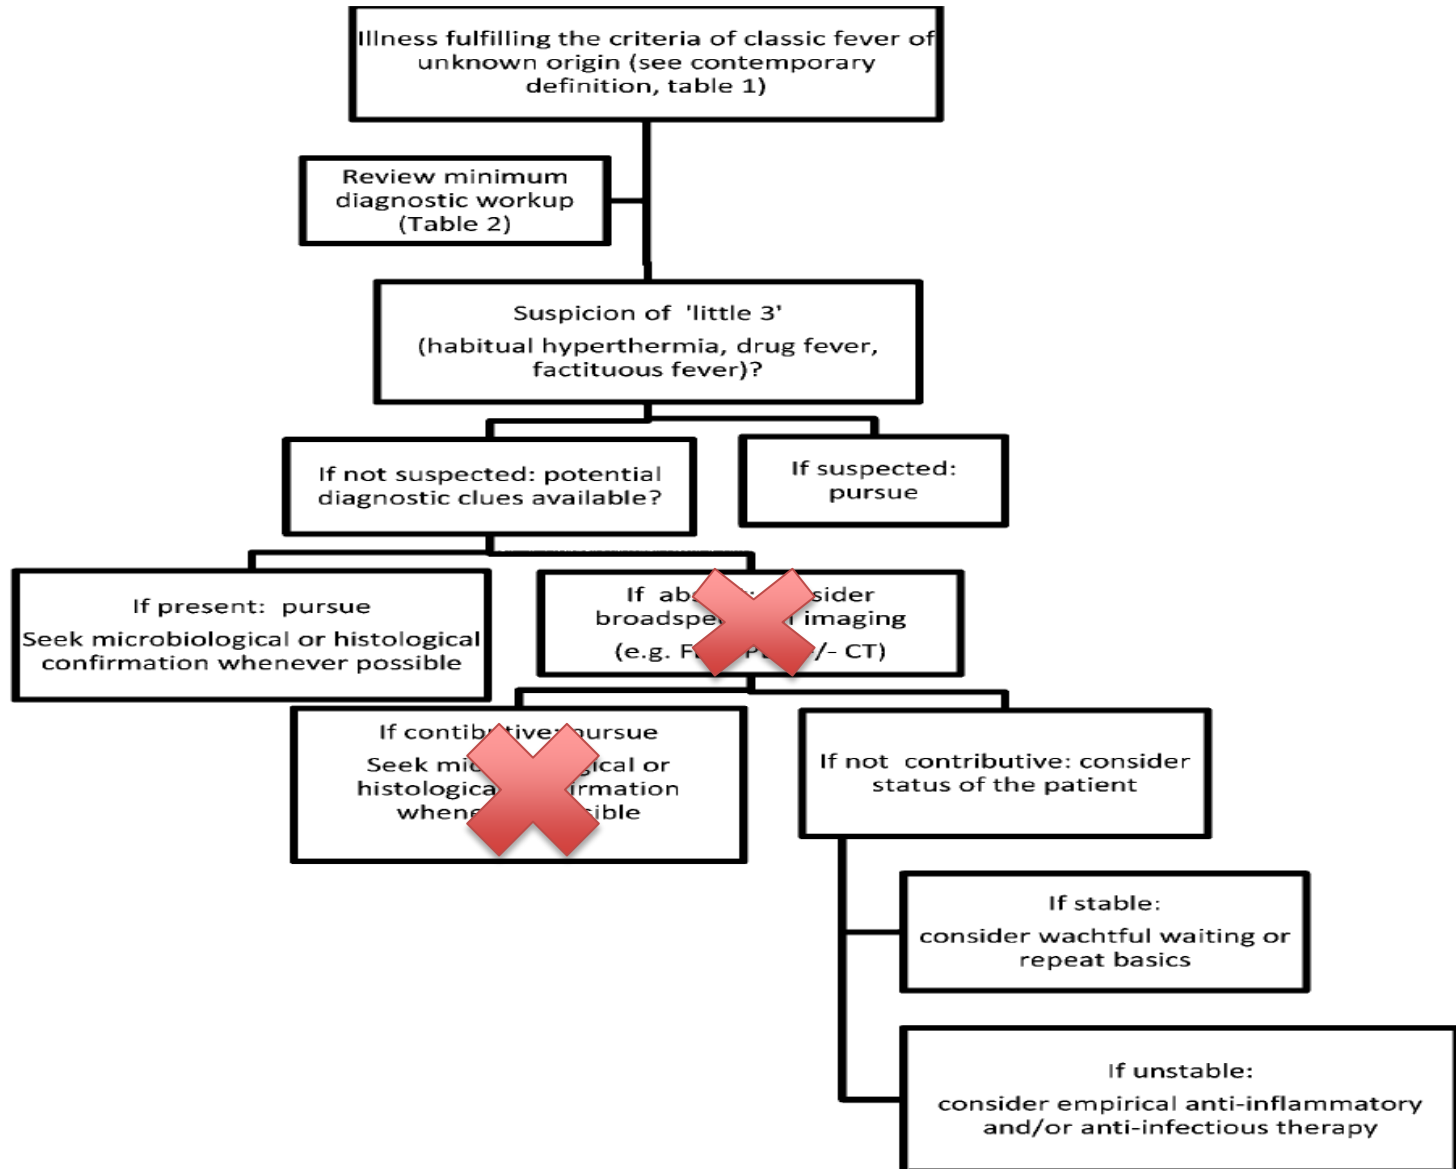 Illness fulfilling the criteria of classic fever of
unknown origin (see contemporary
definition, table 1)
Review minimum
diagnostic workup
(Table 2)
Suspicion of 'little 3'
(habitual hyperthermia, drug fever,
factituous fever)?
If not suspected: potential
diagnostic clues available?
If suspected:
pursue
If present: pursue
Seek microbiological or histological
confirmation whenever possible
If
imaging
(e.g. CT)
If contibutive: pursue
Seek or
histological
If not contributive: consider
status of the patient
If stable:
consider wachtful waiting or
repeat basics
If unstable:
consider empirical anti-inflammatory
and/or anti-infectious therapy